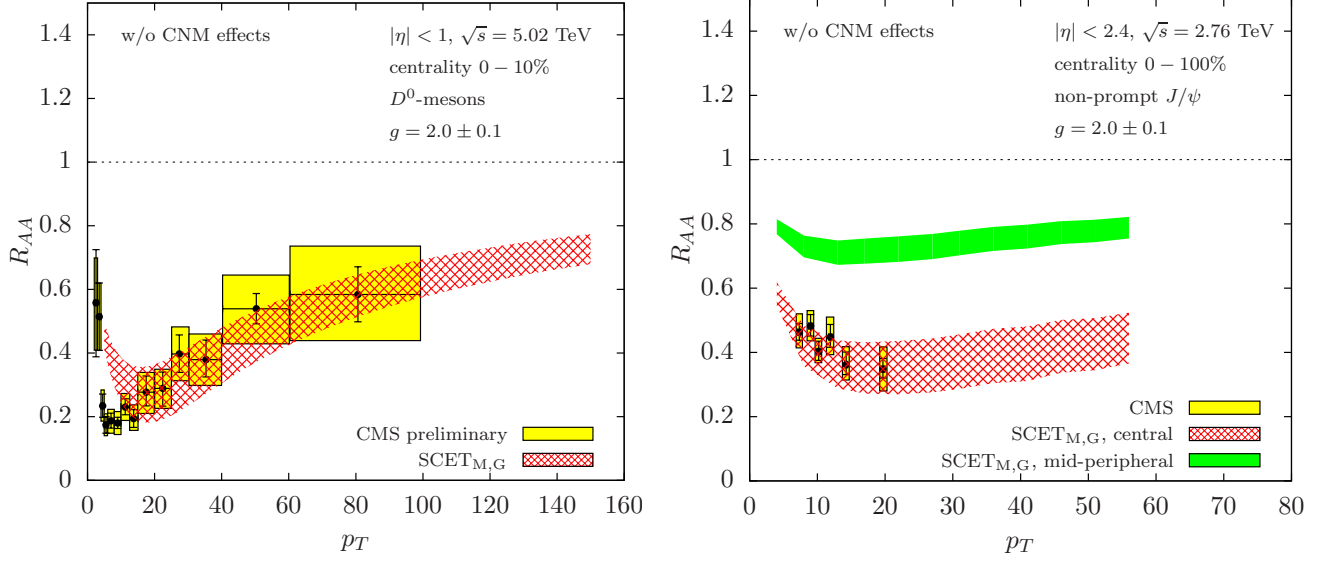 w/o CNM effects
|η| < 1, √s = 5.02 TeV
centrality 0 − 10%
D⁰-mesons
g = 2.0 ± 0.1
CMS preliminary
SCET_M,G
R_AA
1.4
1.2
1
0.8
0.6
0.4
0.2
0
0 20 40 60 80 100 120 140 160
p_T
w/o CNM effects
|η| < 2.4, √s = 2.76 TeV
centrality 0 − 100%
non-prompt J/ψ
g = 2.0 ± 0.1
CMS
SCET_M,G, central
SCET_M,G, mid-peripheral
R_AA
1.4
1.2
1
0.8
0.6
0.4
0.2
0
0 10 20 30 40 50 60 70 80
p_T